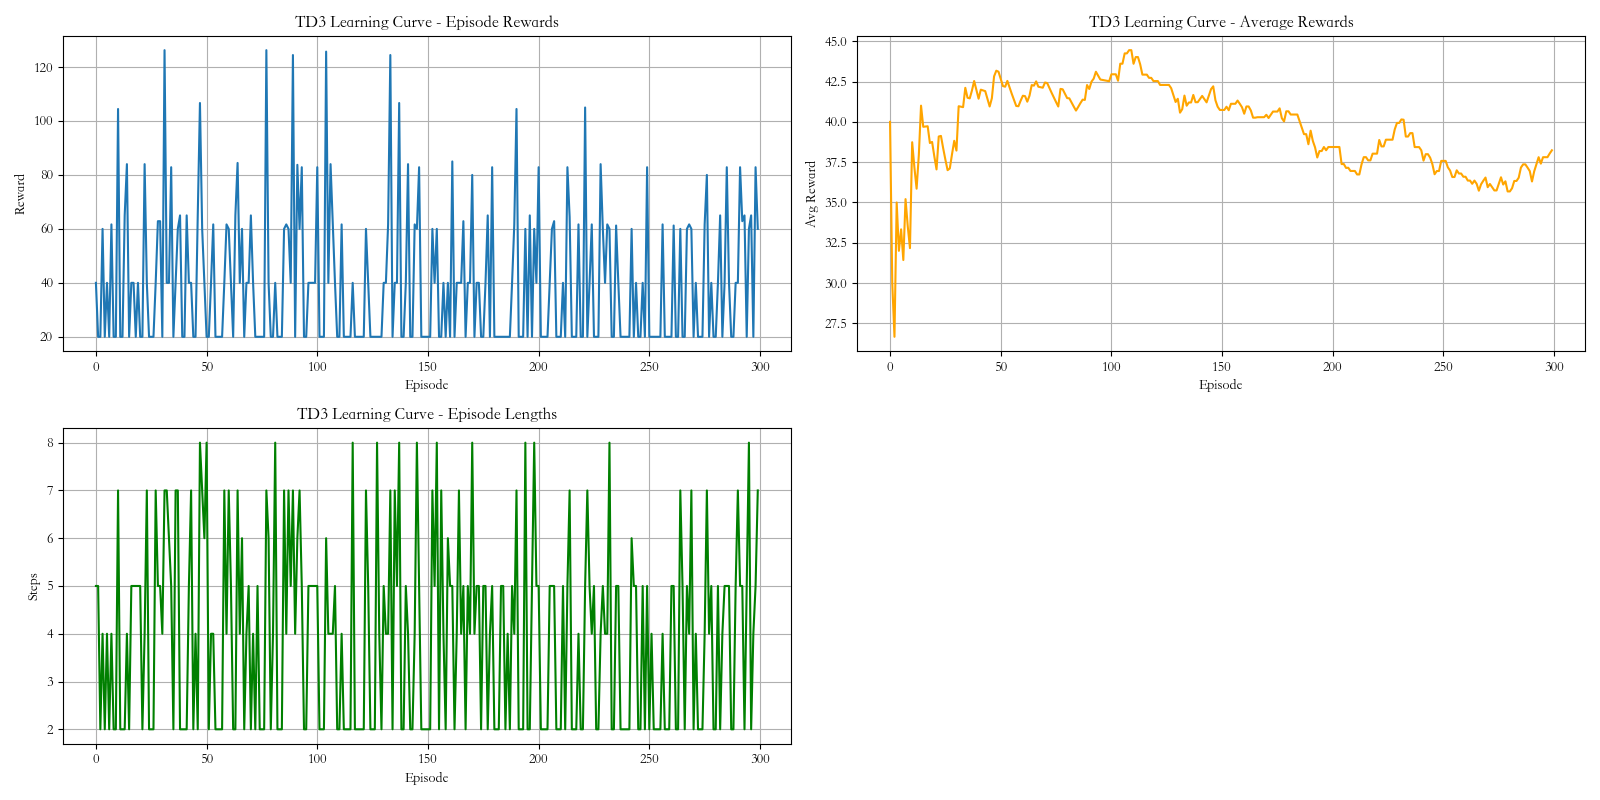 TD3 Learning Curve - Episode Rewards
Reward
120
100
80
60
40
20
0 50 100 150 200 250 300
Episode
TD3 Learning Curve - Average Rewards
Avg Reward
45.0
42.5
40.0
37.5
35.0
32.5
30.0
27.5
0 50 100 150 200 250 300
Episode
TD3 Learning Curve - Episode Lengths
Steps
8
7
6
5
4
3
2
0 50 100 150 200 250 300
Episode